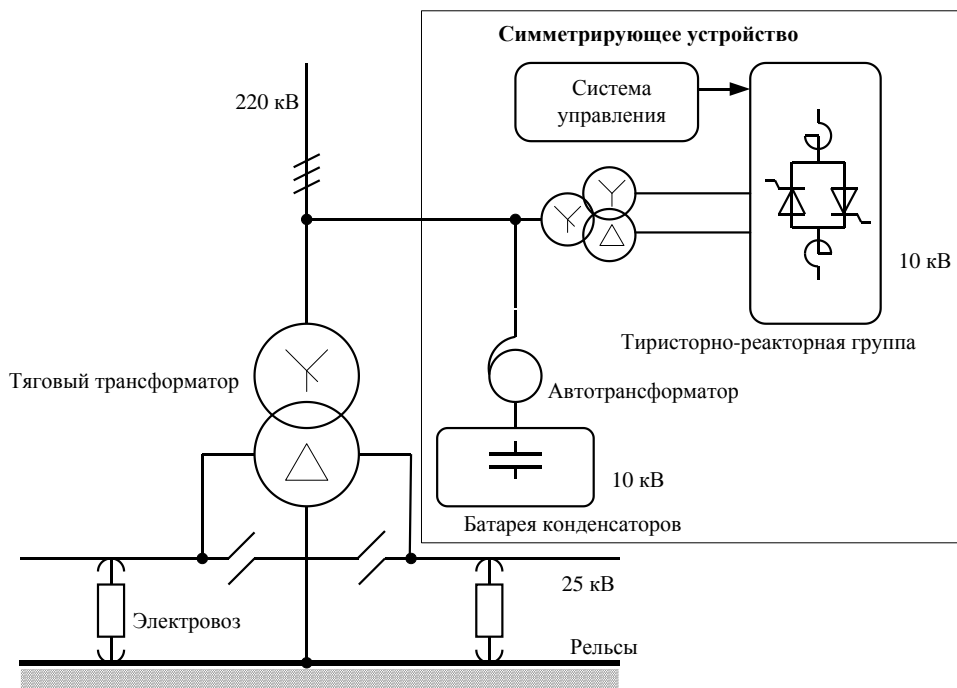 Симметрирующее устройство
220 кВ
Система
управления
10 кВ
Тиристорно-реакторная группа
Тяговый трансформатор
Автотрансформатор
10 кВ
Батарея конденсаторов
25 кВ
Электровоз
Рельсы